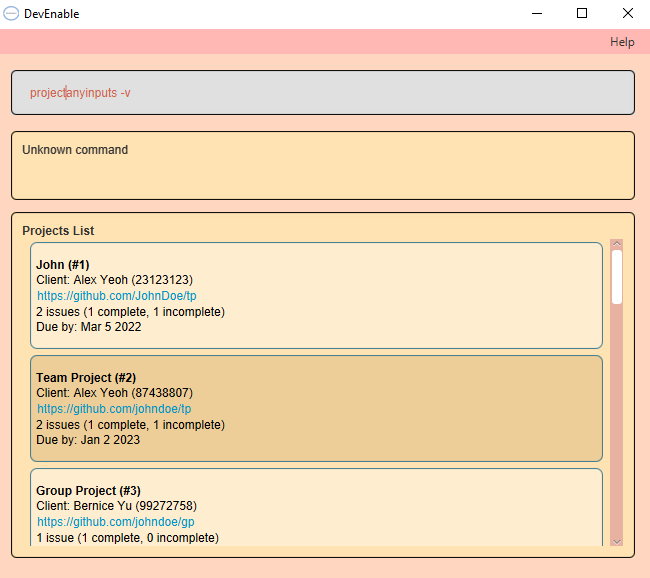 DevEnable
Help
projectanyinputs -v
Unknown command
Projects List
John (#1)
Client: Alex Yeoh (23123123)
https://github.com/JohnDoe/tp
2 issues (1 complete, 1 incomplete)
Due by: Mar 5 2022
Team Project (#2)
Client: Alex Yeoh (87438807)
https://github.com/johndoe/tp
2 issues (1 complete, 1 incomplete)
Due by: Jan 2 2023
Group Project (#3)
Client: Bernice Yu (99272758)
https://github.com/johndoe/gp
1 issue (1 complete, 0 incomplete)